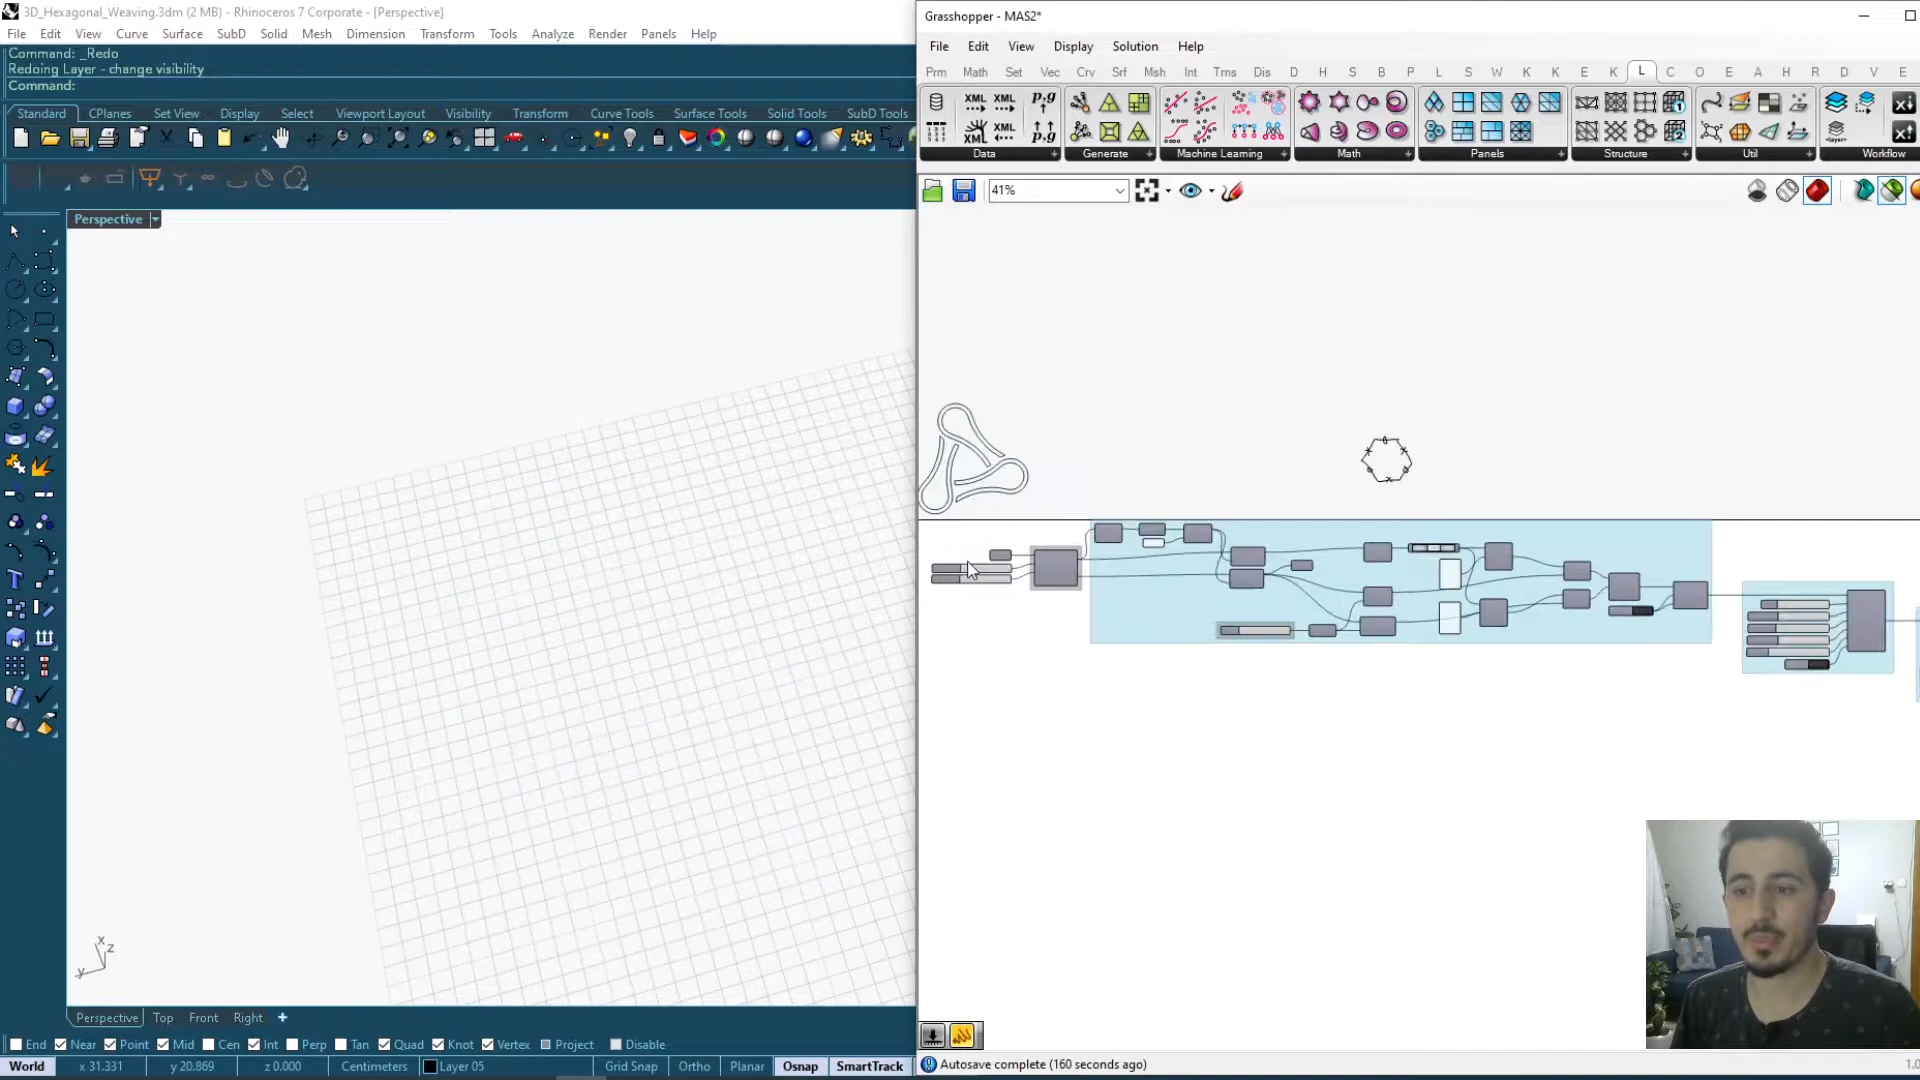 3D_Hexagonal_Weaving.3dm (2 MB) - Rhinoceros 7 Corporate - [Perspective]
File Edit View Curve Surface SubD Solid Mesh Dimension Transform Tools Analyze Render Panels Help
Command: _Redo
Redoing Layer - change visibility
Command:
Standard CPlanes Set View Display Select Viewport Layout Visibility Transform Curve Tools Surface Tools Solid Tools SubD Tools
Perspective
x
z
y
Perspective Top Front Right
End Near Point Mid Cen Int Perp Tan Quad Knot Vertex Project Disable
World x 31.331 y 20.869 z 0.000 Centimeters Layer 05 Grid Snap Ortho Planar Osnap SmartTrack
Grasshopper - MAS2*
File Edit View Display Solution Help
Prm Math Set Vec Crv Srf Msh Int Trns Dis D H S B P L S W K K E K L C O E A H R D V E
XML XML p,g
XML p,g
Data Generate Machine Learning Math Panels Structure Util Workflow
41%
Autosave complete (160 seconds ago)
1.0